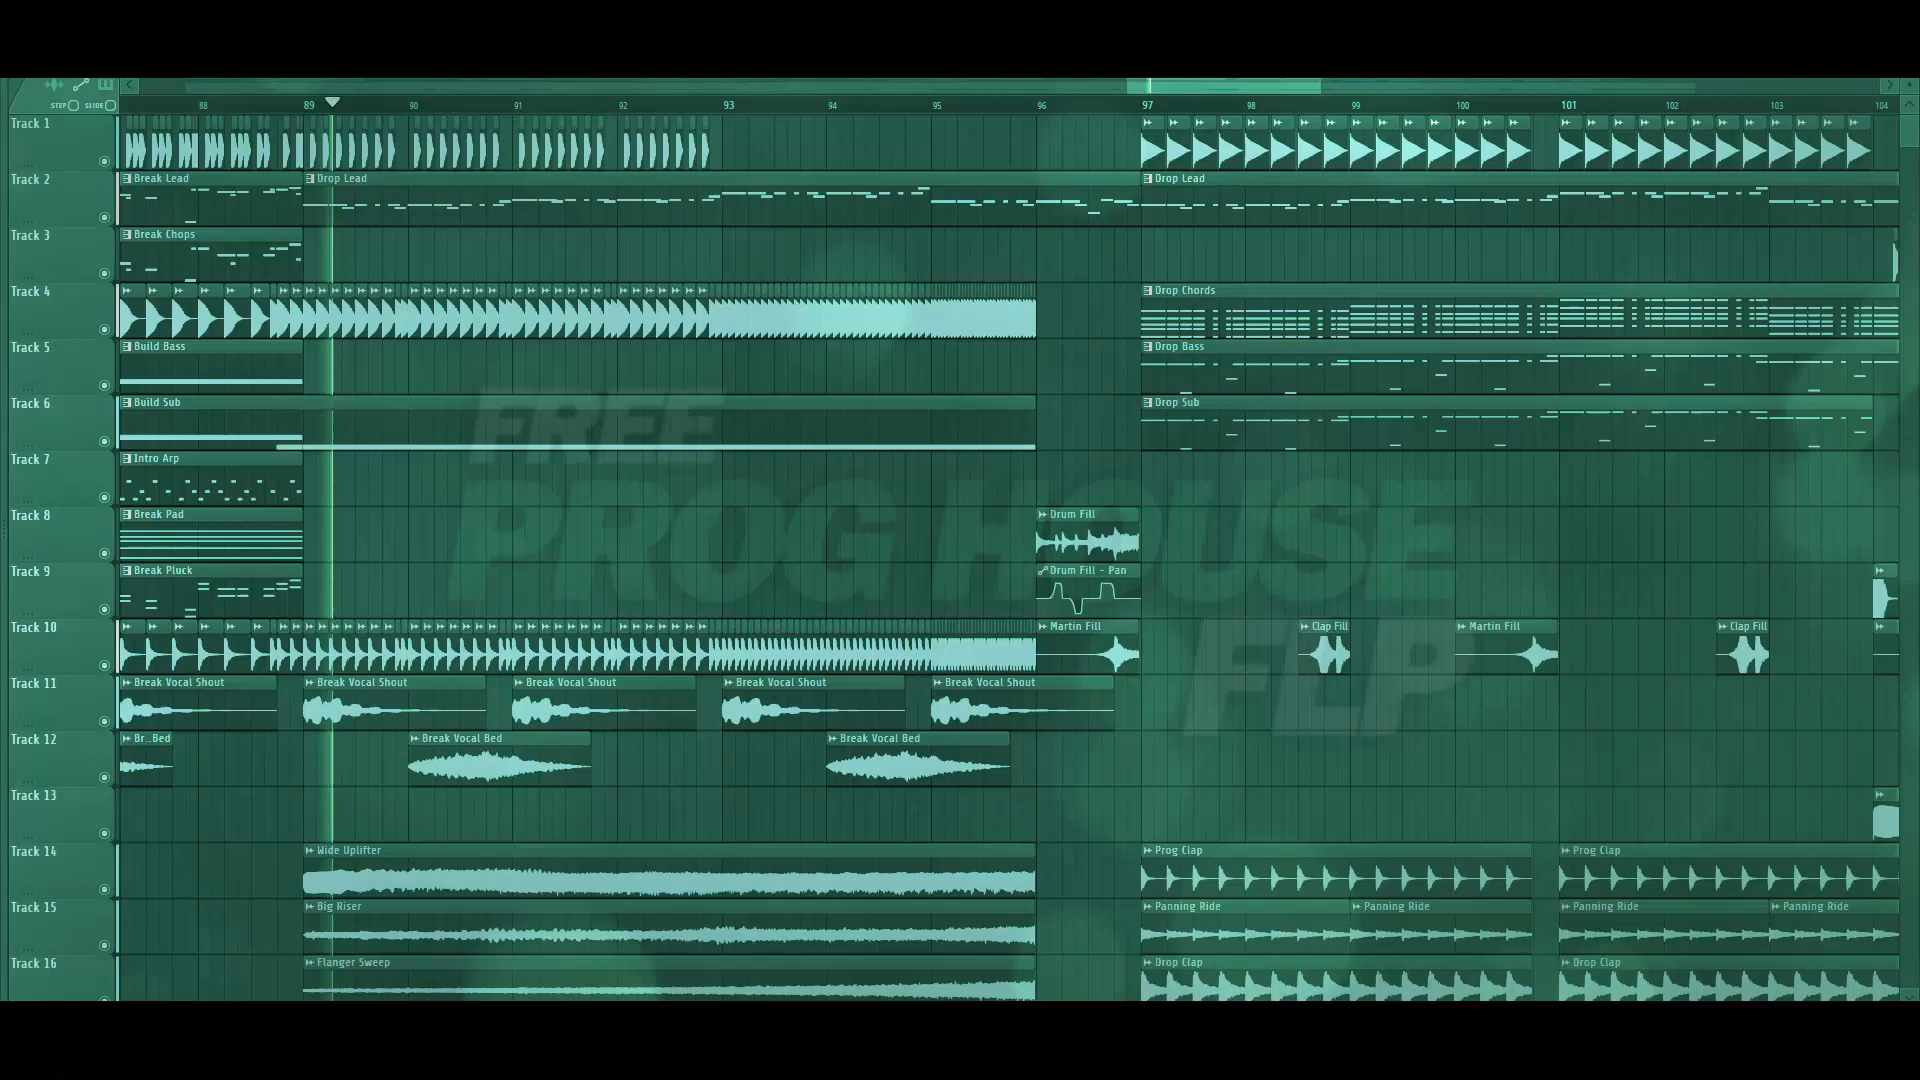 STEP SLIDE
88 89 90 91 92 93 94 95 96 97 98 99 100 101 102 103 104
Track 1
Track 2 Break Lead Drop Lead Drop Lead
Track 3 Break Chops
Track 4 Drop Chords
Track 5 Build Bass Drop Bass
Track 6 Build Sub Drop Sub
FREE
Track 7 Intro Arp
PROG HOUSE
Track 8 Break Pad Drum Fill
Track 9 Break Pluck Drum Fill - Pan
Track 10 Martin Fill Clap Fill Martin Fill Clap Fill
FLP
Track 11 Break Vocal Shout Break Vocal Shout Break Vocal Shout Break Vocal Shout Break Vocal Shout
Track 12 Br..Bed Break Vocal Bed Break Vocal Bed
Track 13
Track 14 Wide Uplifter Prog Clap Prog Clap
Track 15 Big Riser Panning Ride Panning Ride Panning Ride Panning Ride
Track 16 Flanger Sweep Drop Clap Drop Clap